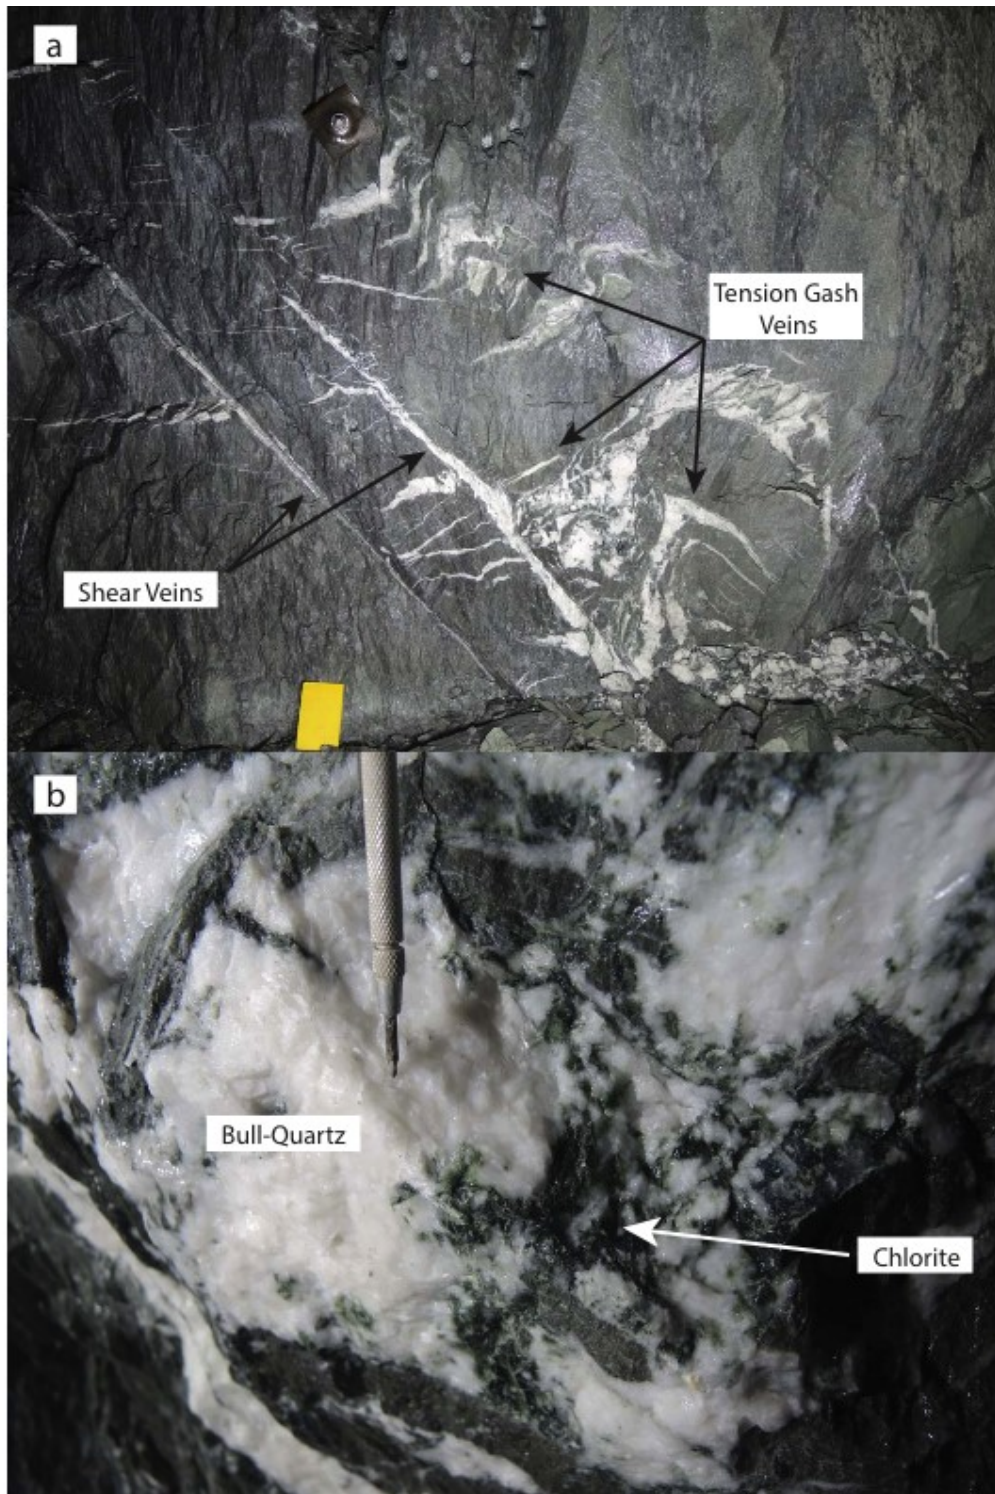 a
Tension Gash
Veins
Shear Veins
b
Bull-Quartz
Chlorite